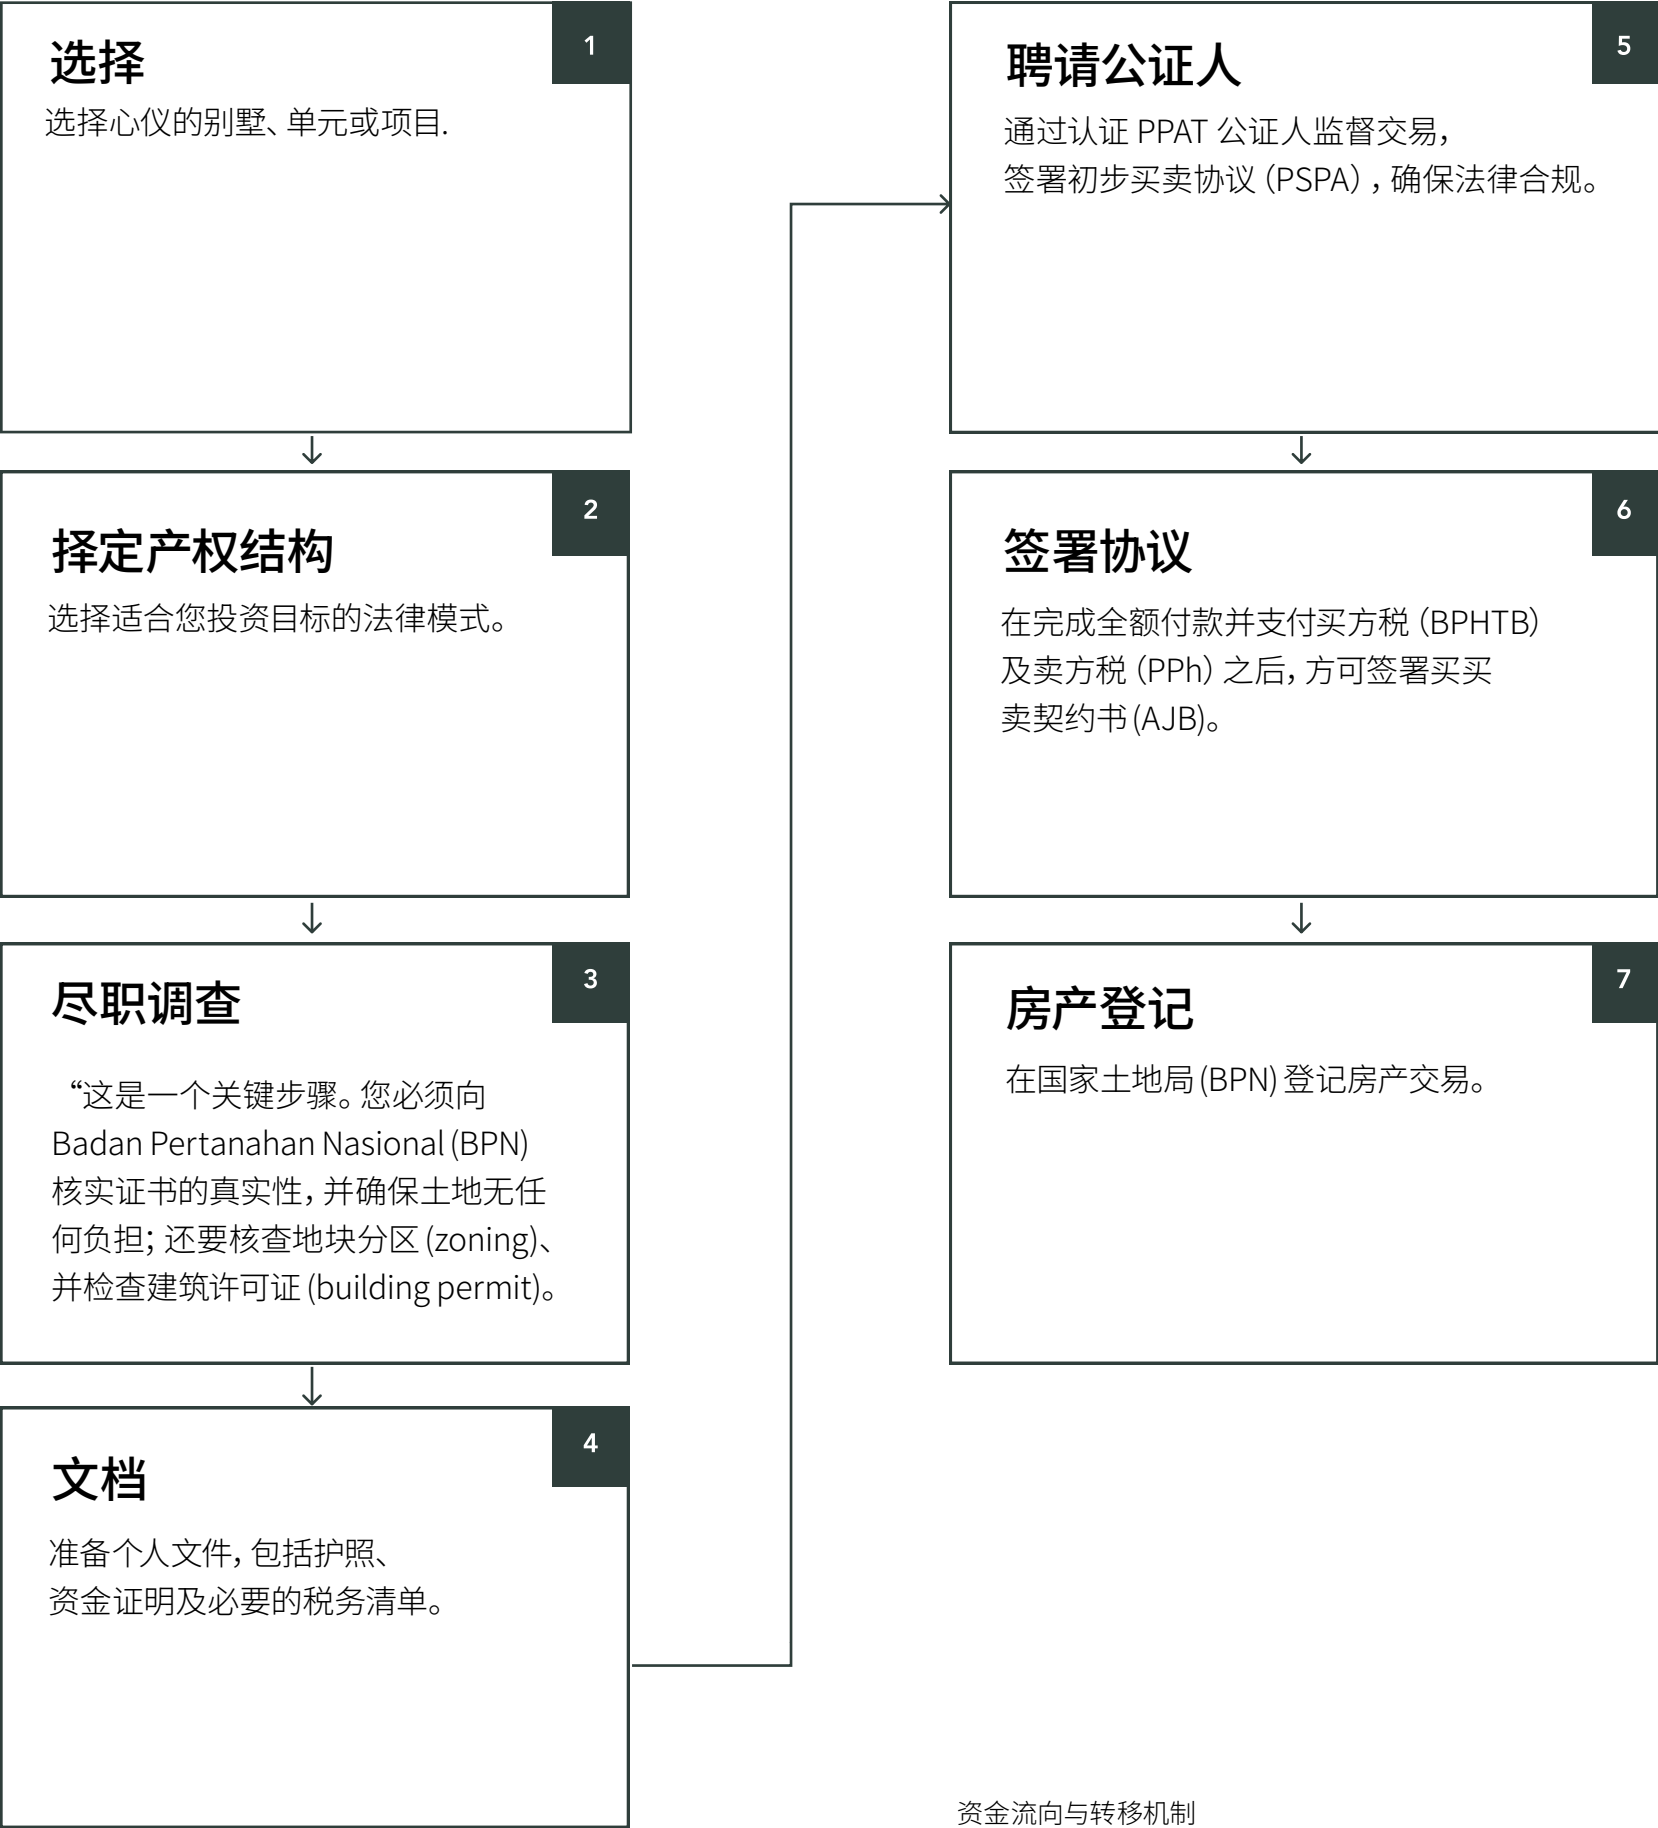 1
选择
选择心仪的别墅、单元或项目.
2
择定产权结构
选择适合您投资目标的法律模式。
3
尽职调查
“这是一个关键步骤。您必须向
Badan Pertanahan Nasional (BPN)
核实证书的真实性，并确保土地无任
何负担；还要核查地块分区 (zoning)、
并检查建筑许可证 (building permit)。
4
文档
准备个人文件，包括护照、
资金证明及必要的税务清单。
5
聘请公证人
通过认证 PPAT 公证人监督交易，
签署初步买卖协议（PSPA），确保法律合规。
6
签署协议
在完成全额付款并支付买方税（BPHTB）
及卖方税（PPh）之后，方可签署买买
卖契约书 (AJB)。
7
房产登记
在国家土地局 (BPN) 登记房产交易。
资金流向与转移机制